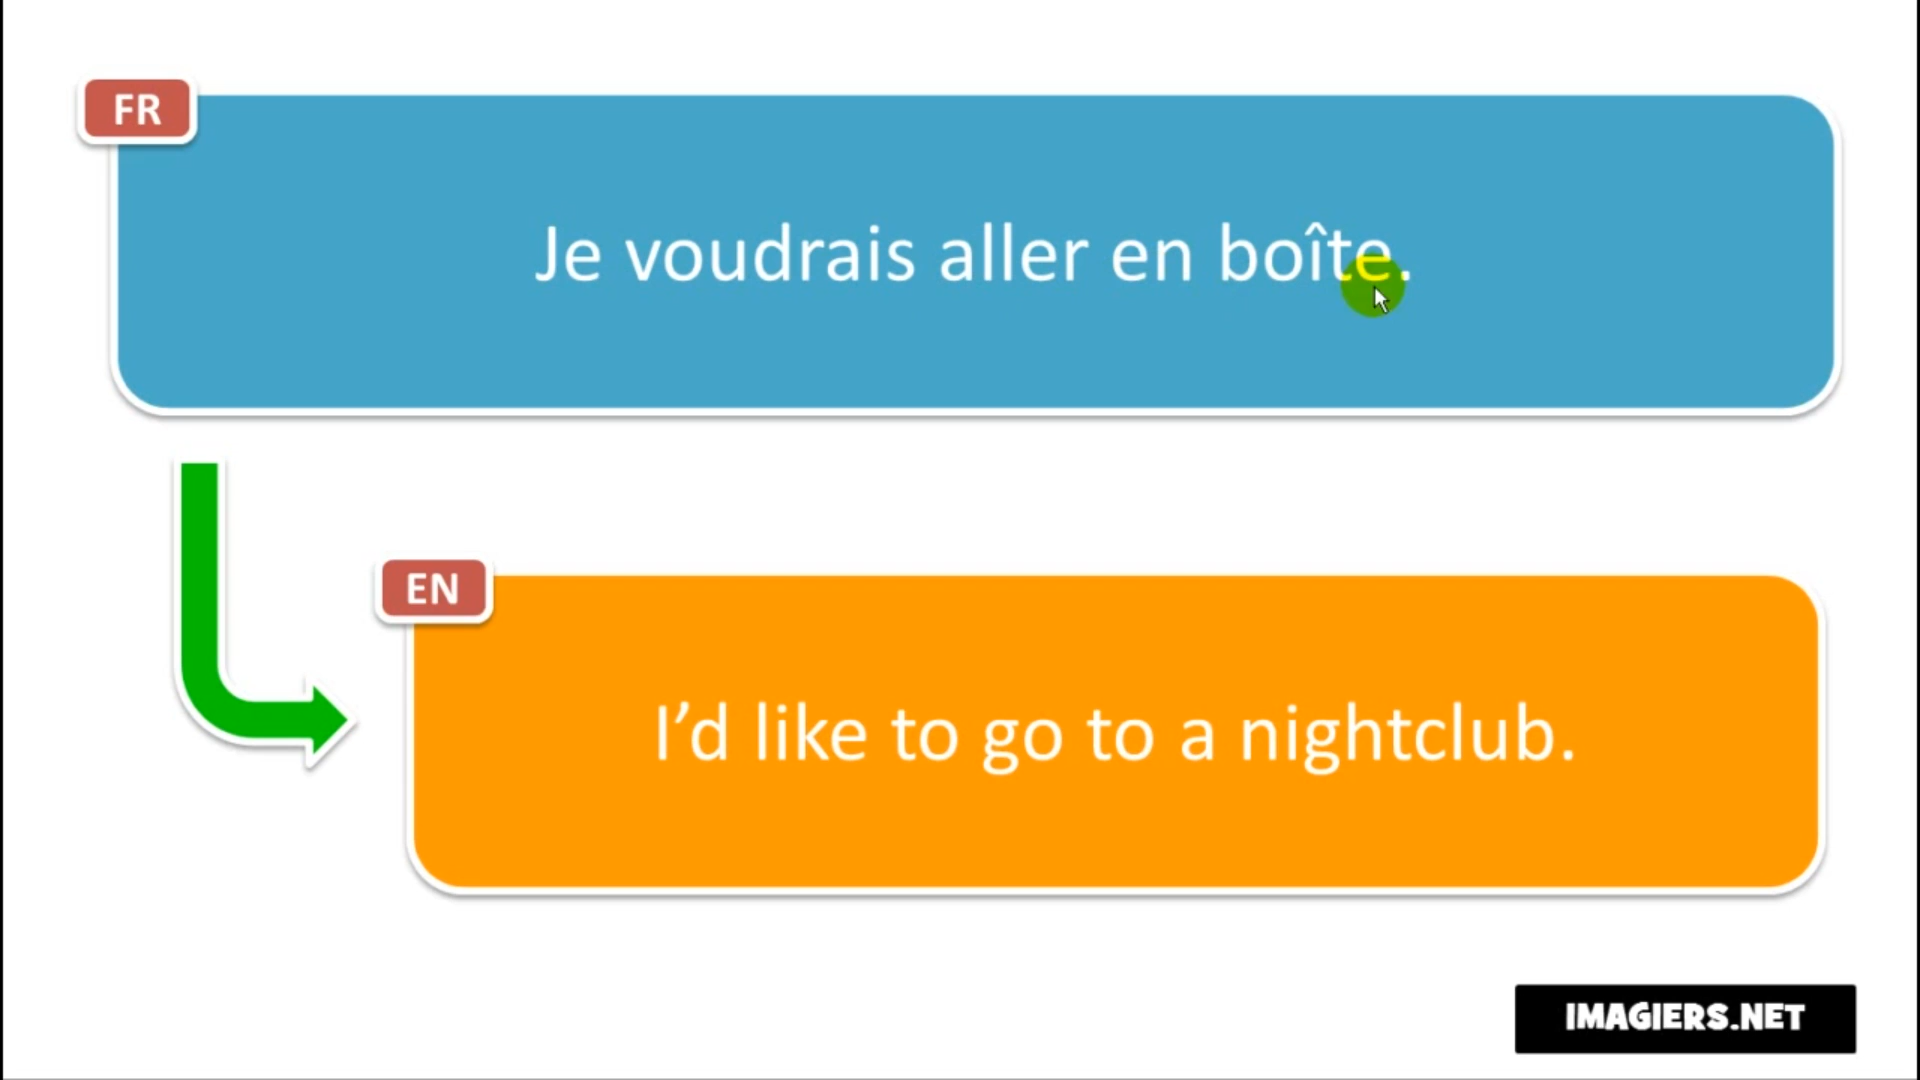 FR
Je voudrais aller en boîte.
EN
I’d like to go to a nightclub.
IMAGIERS.NET